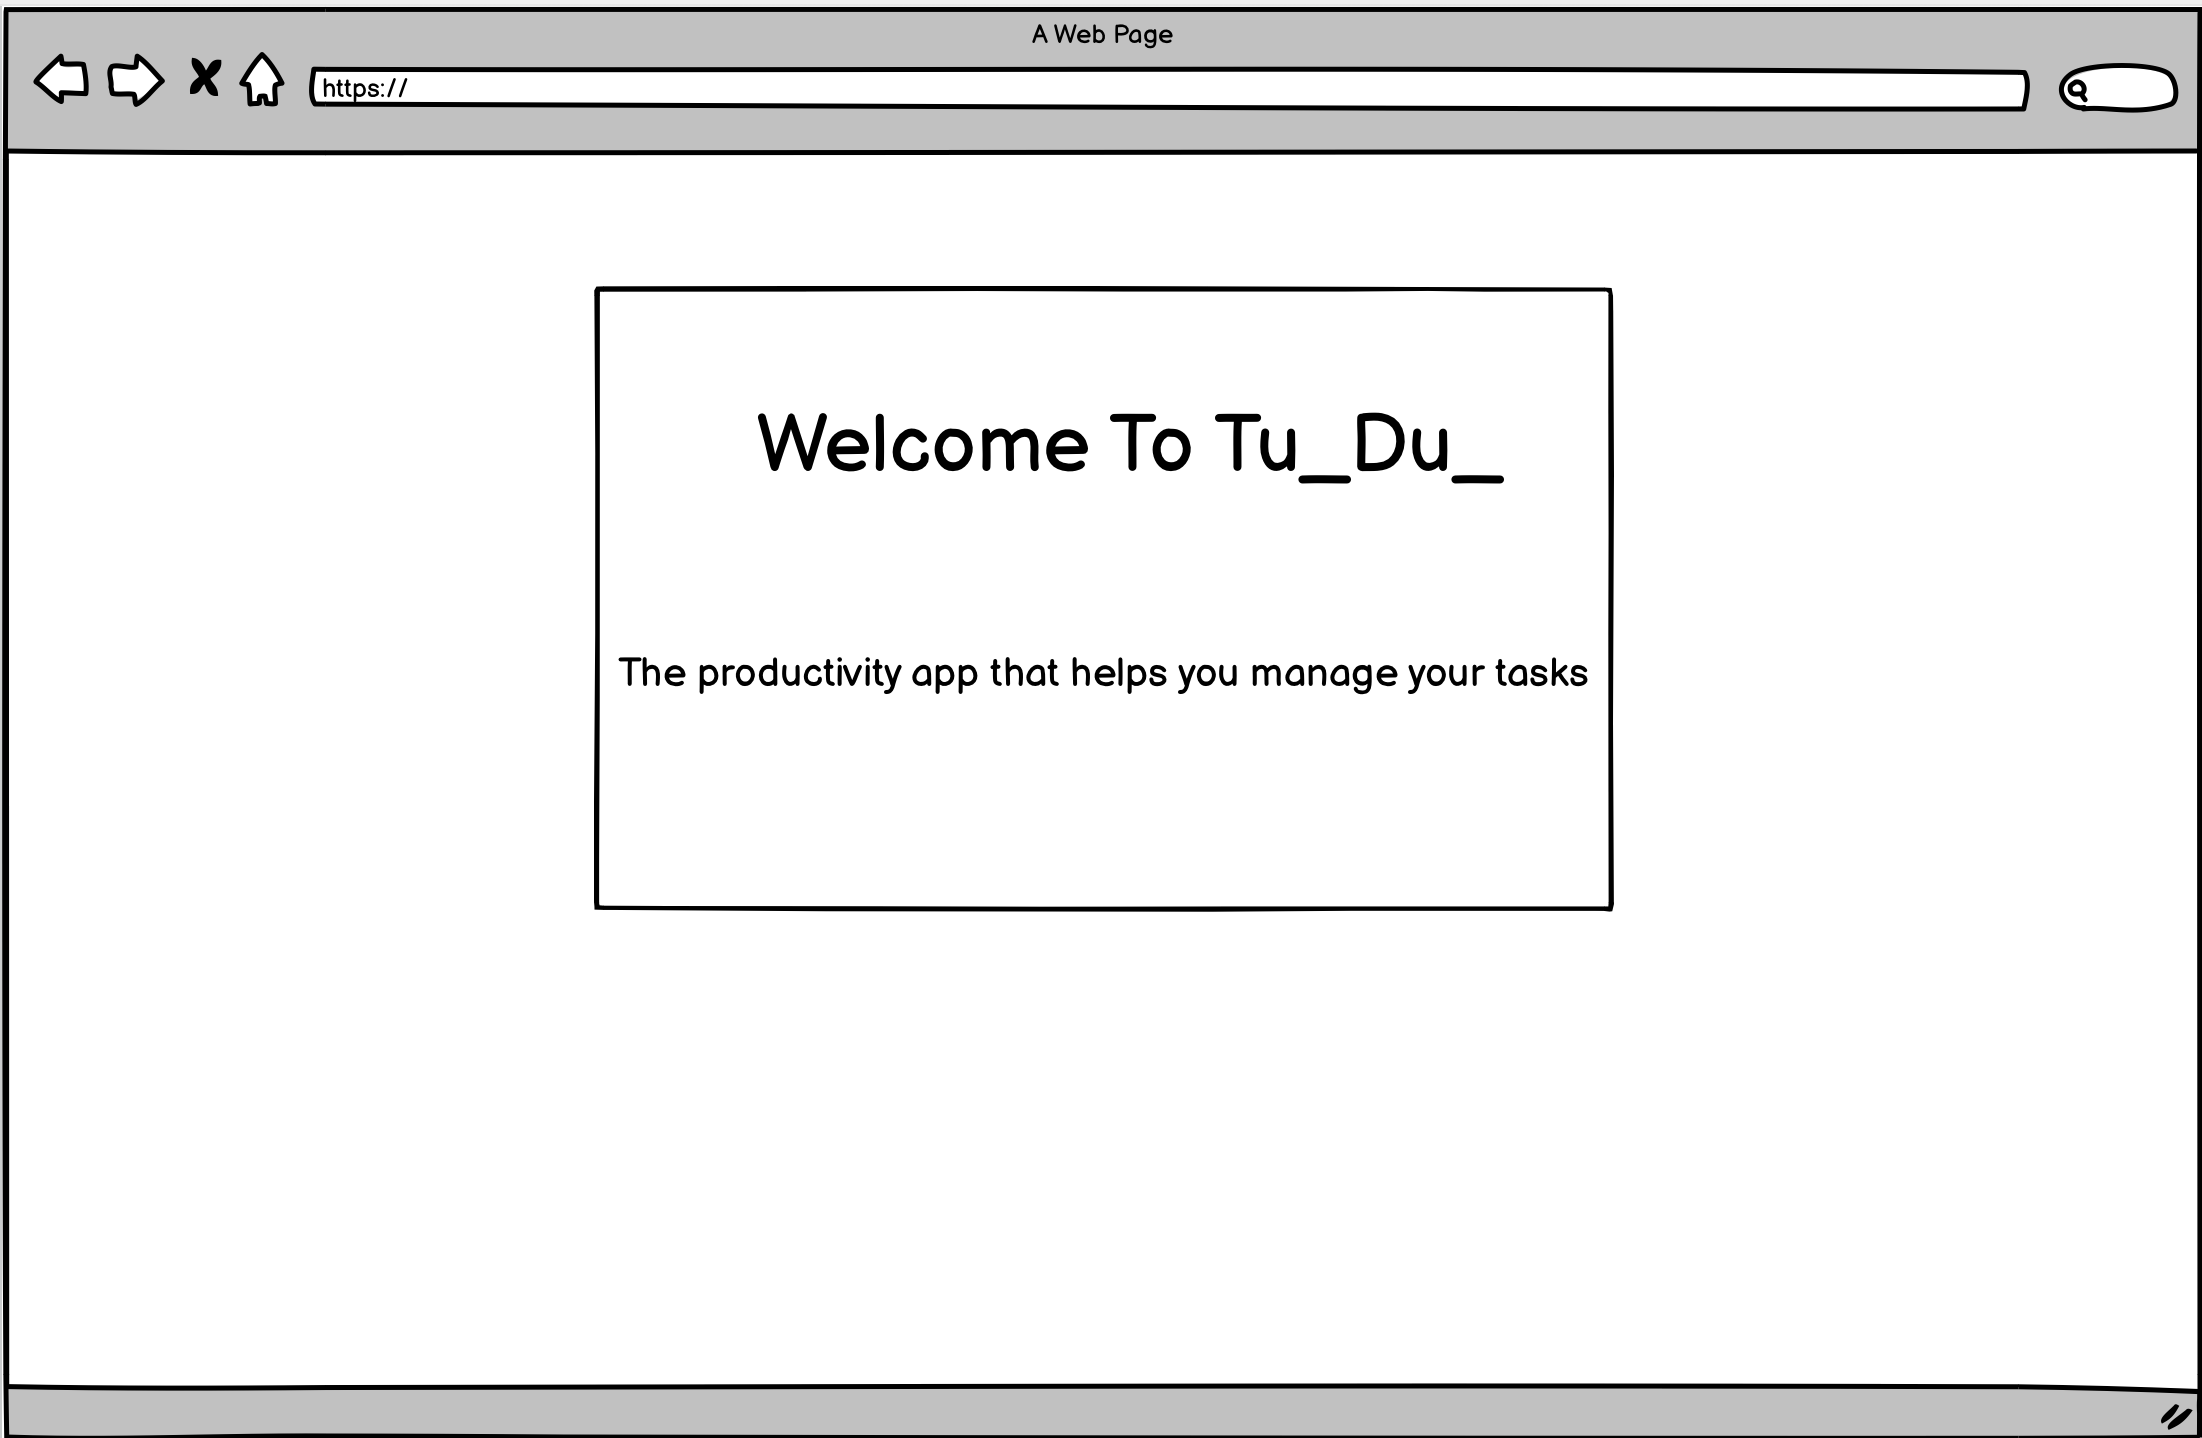 A Web Page
https://
Welcome To Tu_Du_
The productivity app that helps you manage your tasks